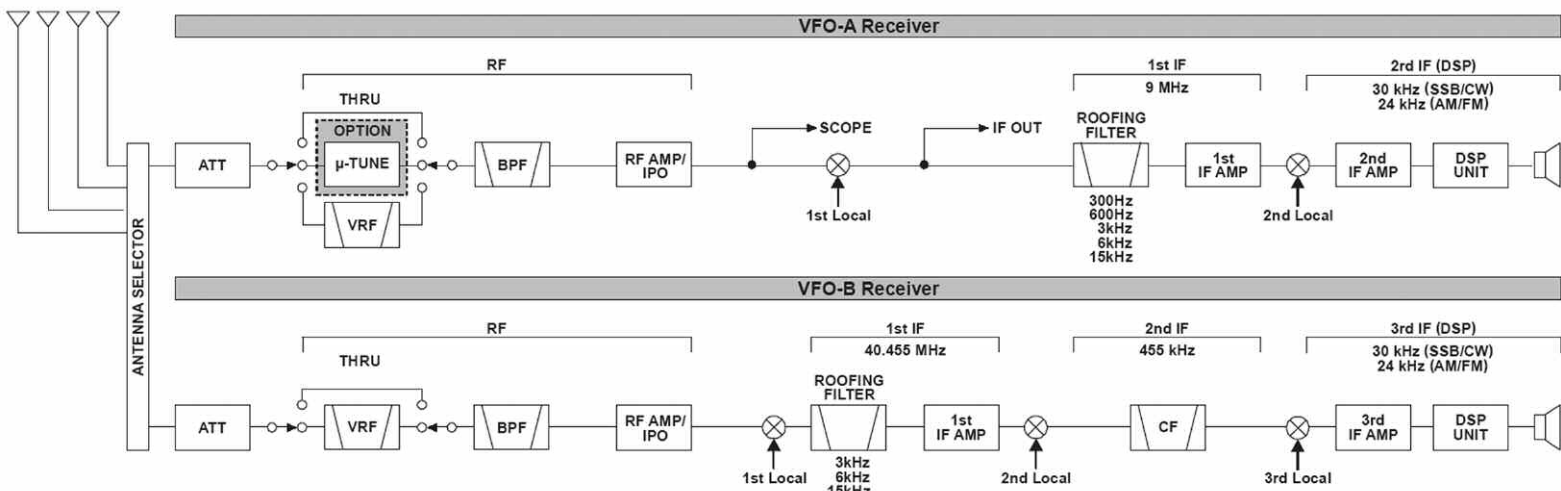 VFO-A Receiver
RF
1st IF
2rd IF (DSP)
9 MHz
30 kHz (SSB/CW)
24 kHz (AM/FM)
THRU
OPTION
SCOPE
IF OUT
ROOFING
FILTER
ATT
μ-TUNE
BPF
RF AMP/
IPO
1st
IF AMP
2nd
IF AMP
DSP
UNIT
VRF
1st Local
300Hz
600Hz
3kHz
6kHz
15kHz
2nd Local
ANTENNA SELECTOR
VFO-B Receiver
RF
1st IF
2nd IF
3rd IF (DSP)
40.455 MHz
455 kHz
30 kHz (SSB/CW)
24 kHz (AM/FM)
THRU
ROOFING
FILTER
ATT
VRF
BPF
RF AMP/
IPO
1st
IF AMP
CF
3rd
IF AMP
DSP
UNIT
1st Local
3kHz
6kHz
15kHz
2nd Local
3rd Local